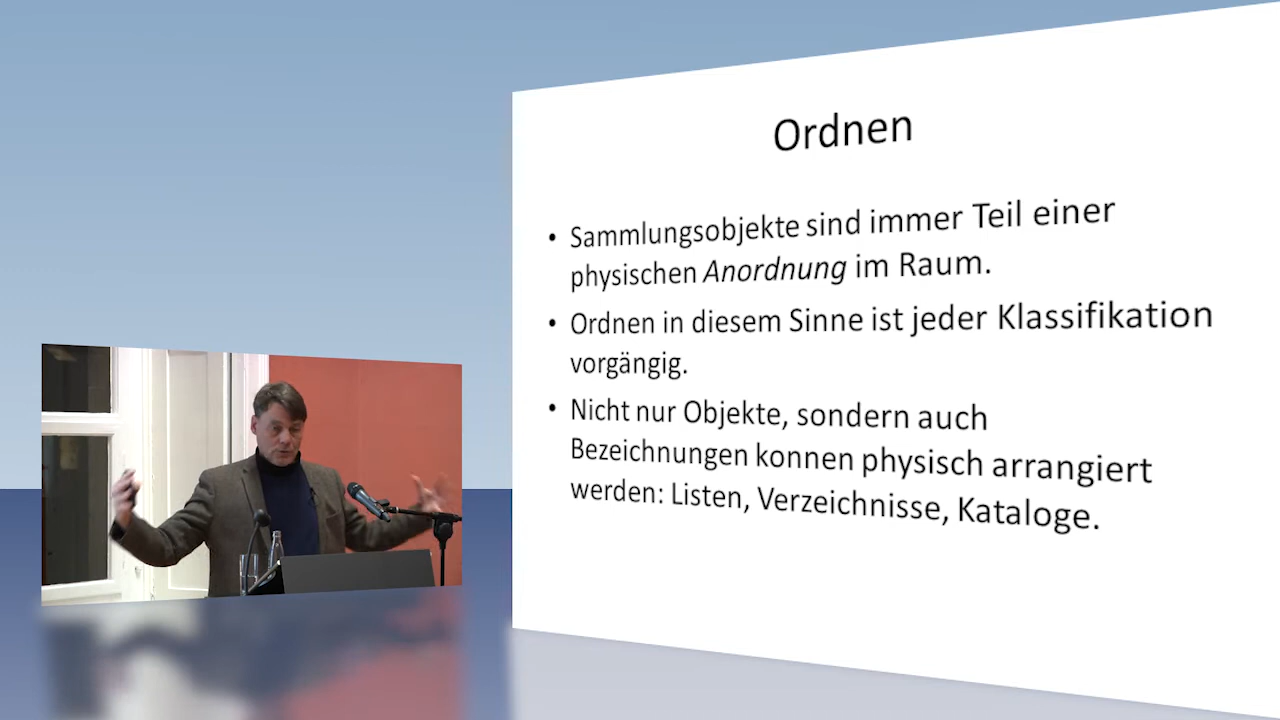 Ordnen
• Sammlungsobjekte sind immer Teil einer
physischen Anordnung im Raum.
• Ordnen in diesem Sinne ist jeder Klassifikation
vorgängig.
• Nicht nur Objekte, sondern auch
Bezeichnungen konnen physisch arrangiert
werden: Listen, Verzeichnisse, Kataloge.